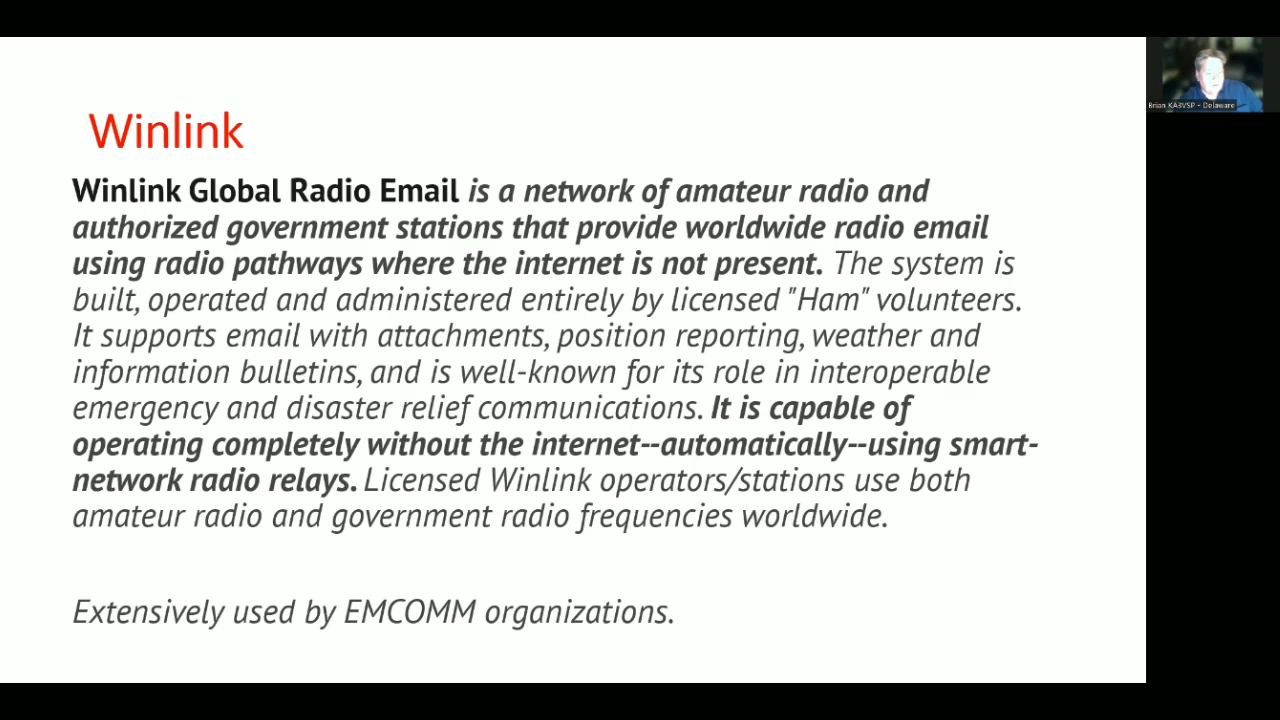 Winlink
Winlink Global Radio Email is a network of amateur radio and
authorized government stations that provide worldwide radio email
using radio pathways where the internet is not present. The system is
built, operated and administered entirely by licensed "Ham" volunteers.
It supports email with attachments, position reporting, weather and
information bulletins, and is well-known for its role in interoperable
emergency and disaster relief communications. It is capable of
operating completely without the internet--automatically--using smart-
network radio relays. Licensed Winlink operators/stations use both
amateur radio and government radio frequencies worldwide.
Extensively used by EMCOMM organizations.
Brian KA3VSP - Delaware